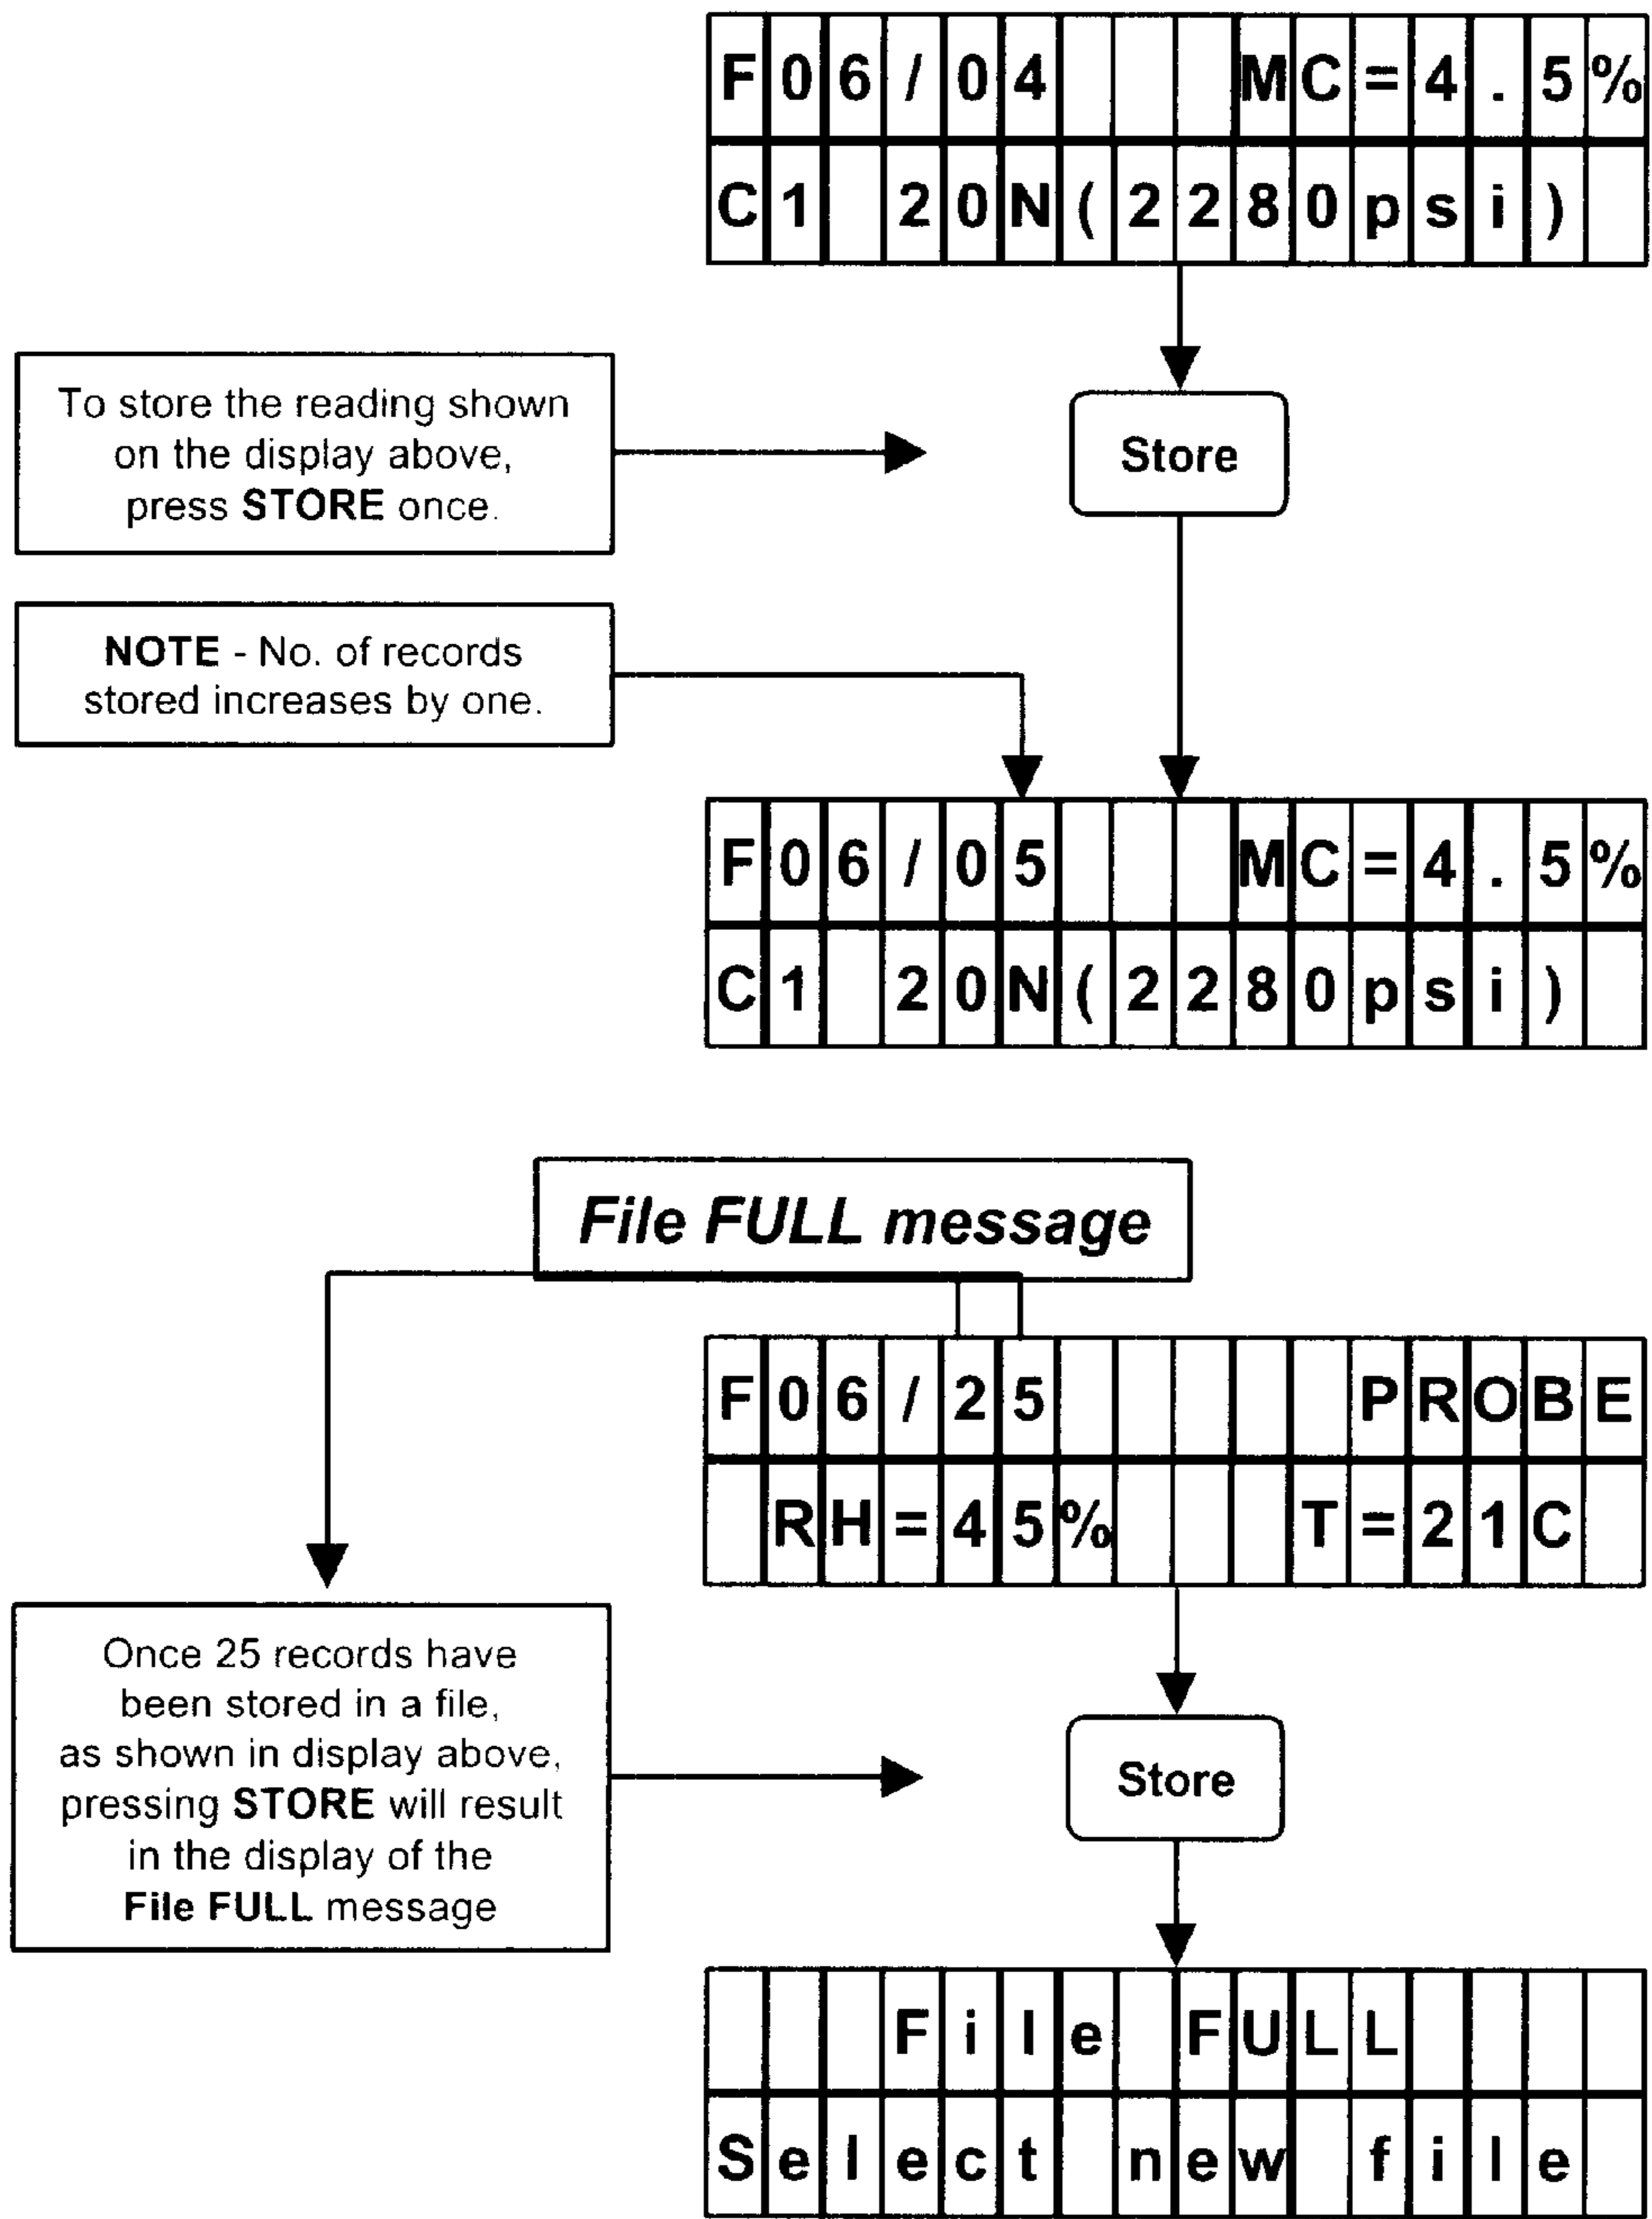 F06/04   MC=4.5%
C1 20N(2280psi)
To store the reading shown
on the display above,
press STORE once.
Store
NOTE - No. of records
stored increases by one.
F06/05   MC=4.5%
C1 20N(2280psi)
File FULL message
F06/25     PROBE
RH=45%   T=21C
Once 25 records have
been stored in a file,
as shown in display above,
pressing STORE will result
in the display of the
File FULL message
Store
File FULL
Select new file